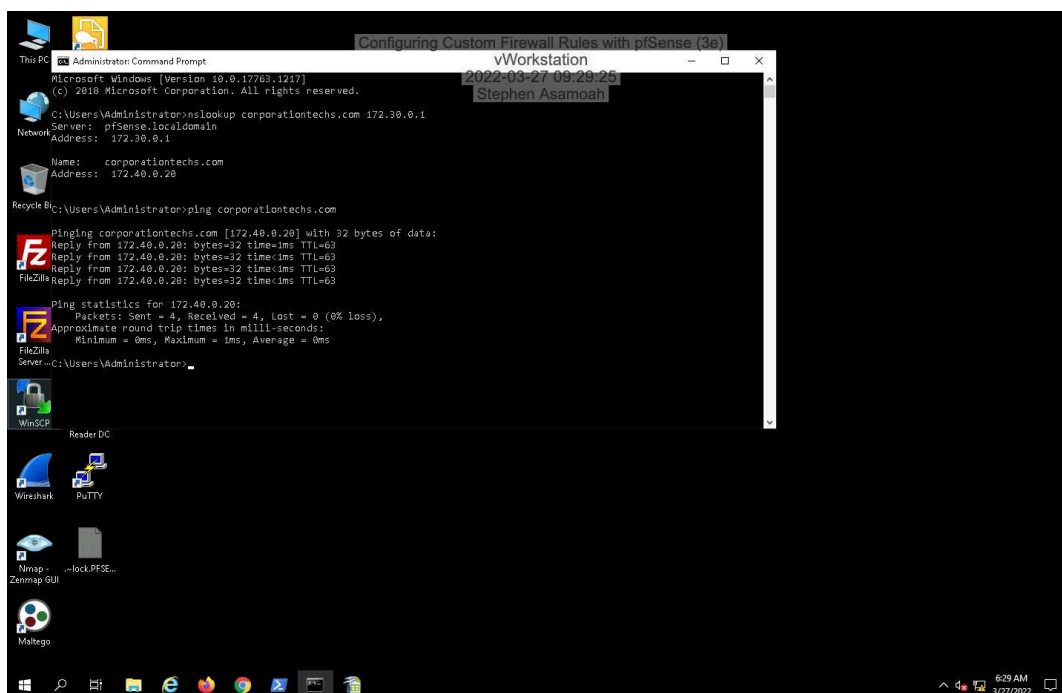 Configuring Custom Firewall Rules with pfSense (3e)
vWorkstation
2022-03-27 09:29:25
Stephen Asamoah
This PC
Administrator: Command Prompt
Microsoft Windows [Version 10.0.17763.1217]
(c) 2018 Microsoft Corporation. All rights reserved.
C:\Users\Administrator>nslookup corporationtechs.com 172.30.0.1
Server: pfSense.localdomain
Address: 172.30.0.1
Name: corporationtechs.com
Address: 172.40.0.20
C:\Users\Administrator>ping corporationtechs.com
Pinging corporationtechs.com [172.40.0.20] with 32 bytes of data:
Reply from 172.40.0.20: bytes=32 time=1ms TTL=63
Reply from 172.40.0.20: bytes=32 time<1ms TTL=63
Reply from 172.40.0.20: bytes=32 time<1ms TTL=63
Reply from 172.40.0.20: bytes=32 time<1ms TTL=63
Ping statistics for 172.40.0.20:
Packets: Sent = 4, Received = 4, Lost = 0 (0% loss),
Approximate round trip times in milli-seconds:
Minimum = 0ms, Maximum = 1ms, Average = 0ms
C:\Users\Administrator>
Network
Recycle Bi
FileZilla
FileZilla
Server ...
WinSCP
Reader DC
Wireshark
PuTTY
Nmap -
Zenmap GUI
.~lock.PFSE...
Maltego
6:29 AM
3/27/2022